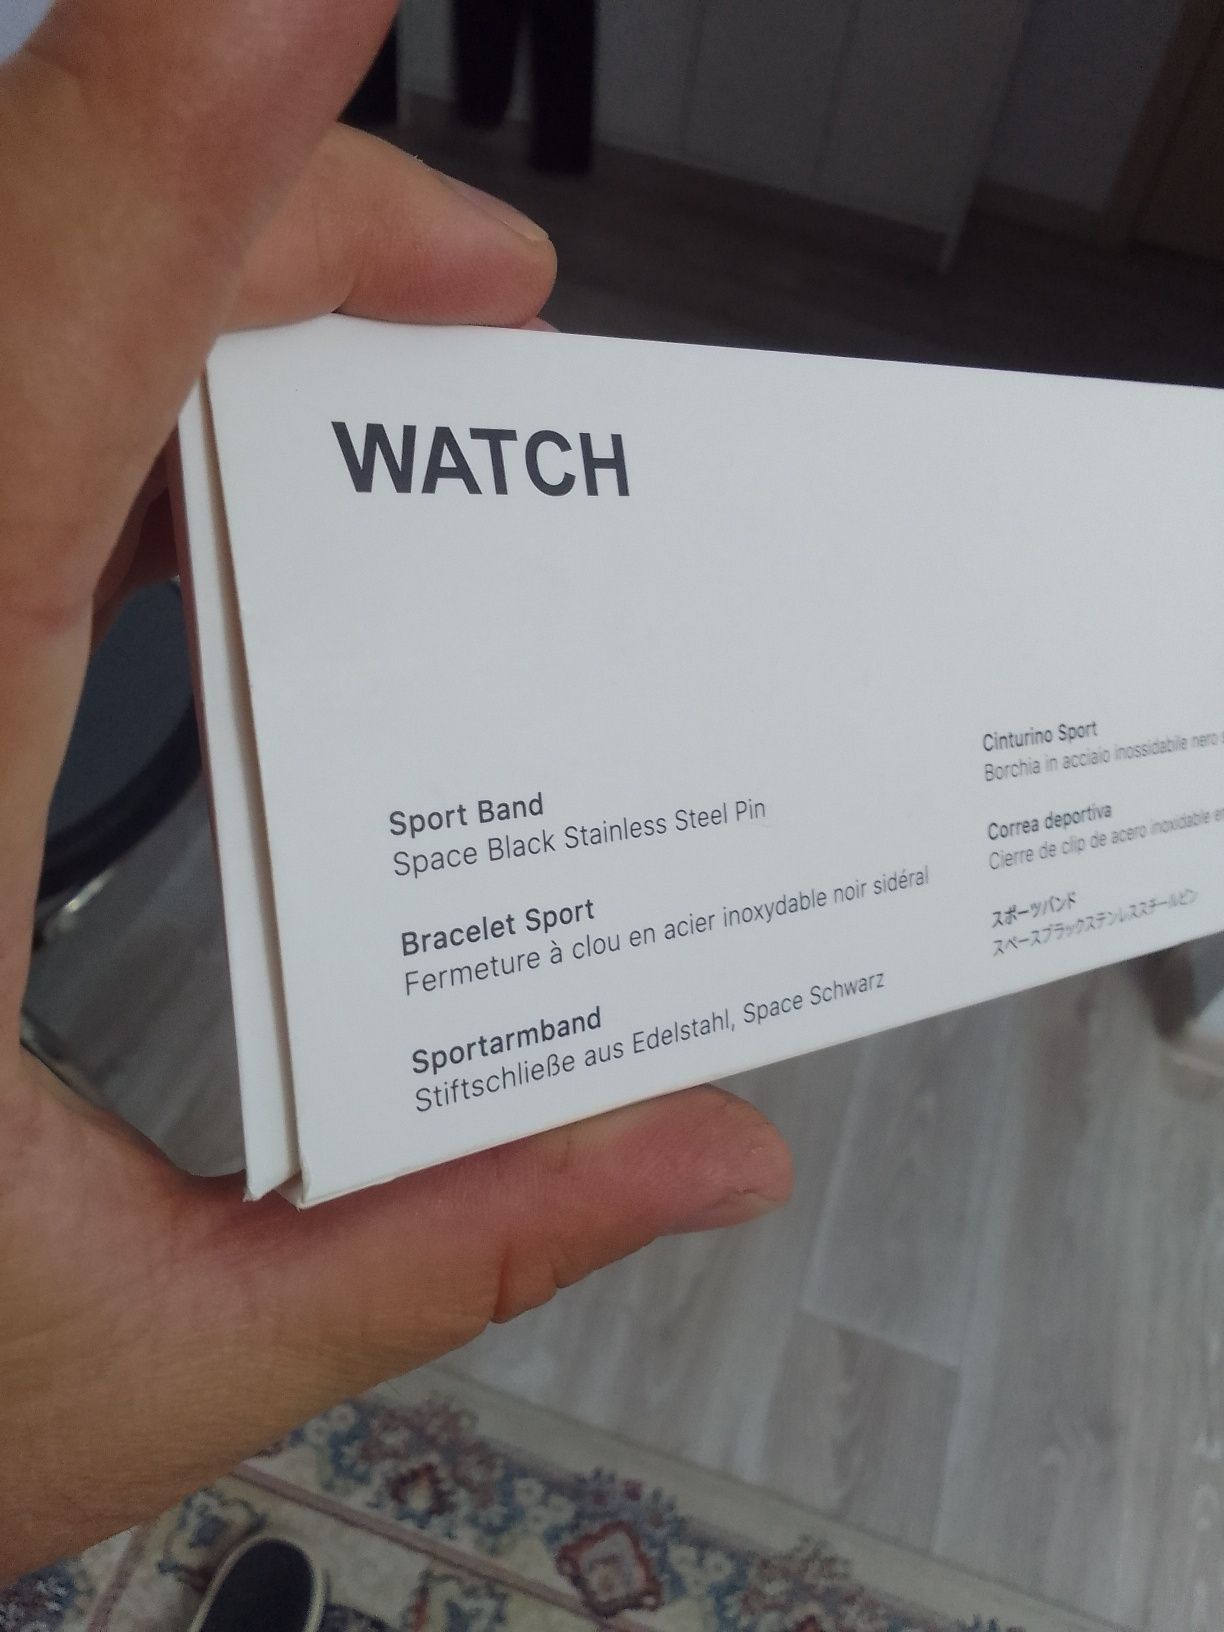 WATCH
Sport Band
Space Black Stainless Steel Pin
Bracelet Sport
Fermeture à clou en acier inoxydable noir sidéral
Sportarmband
Stiftschließe aus Edelstahl, Space Schwarz
Cinturino Sport
Borchia in acciaio inossidabile nero
Correa deportiva
Cierre de clip de acero inoxidable
スポーツバンド
スペースブラックステンレススチールピン